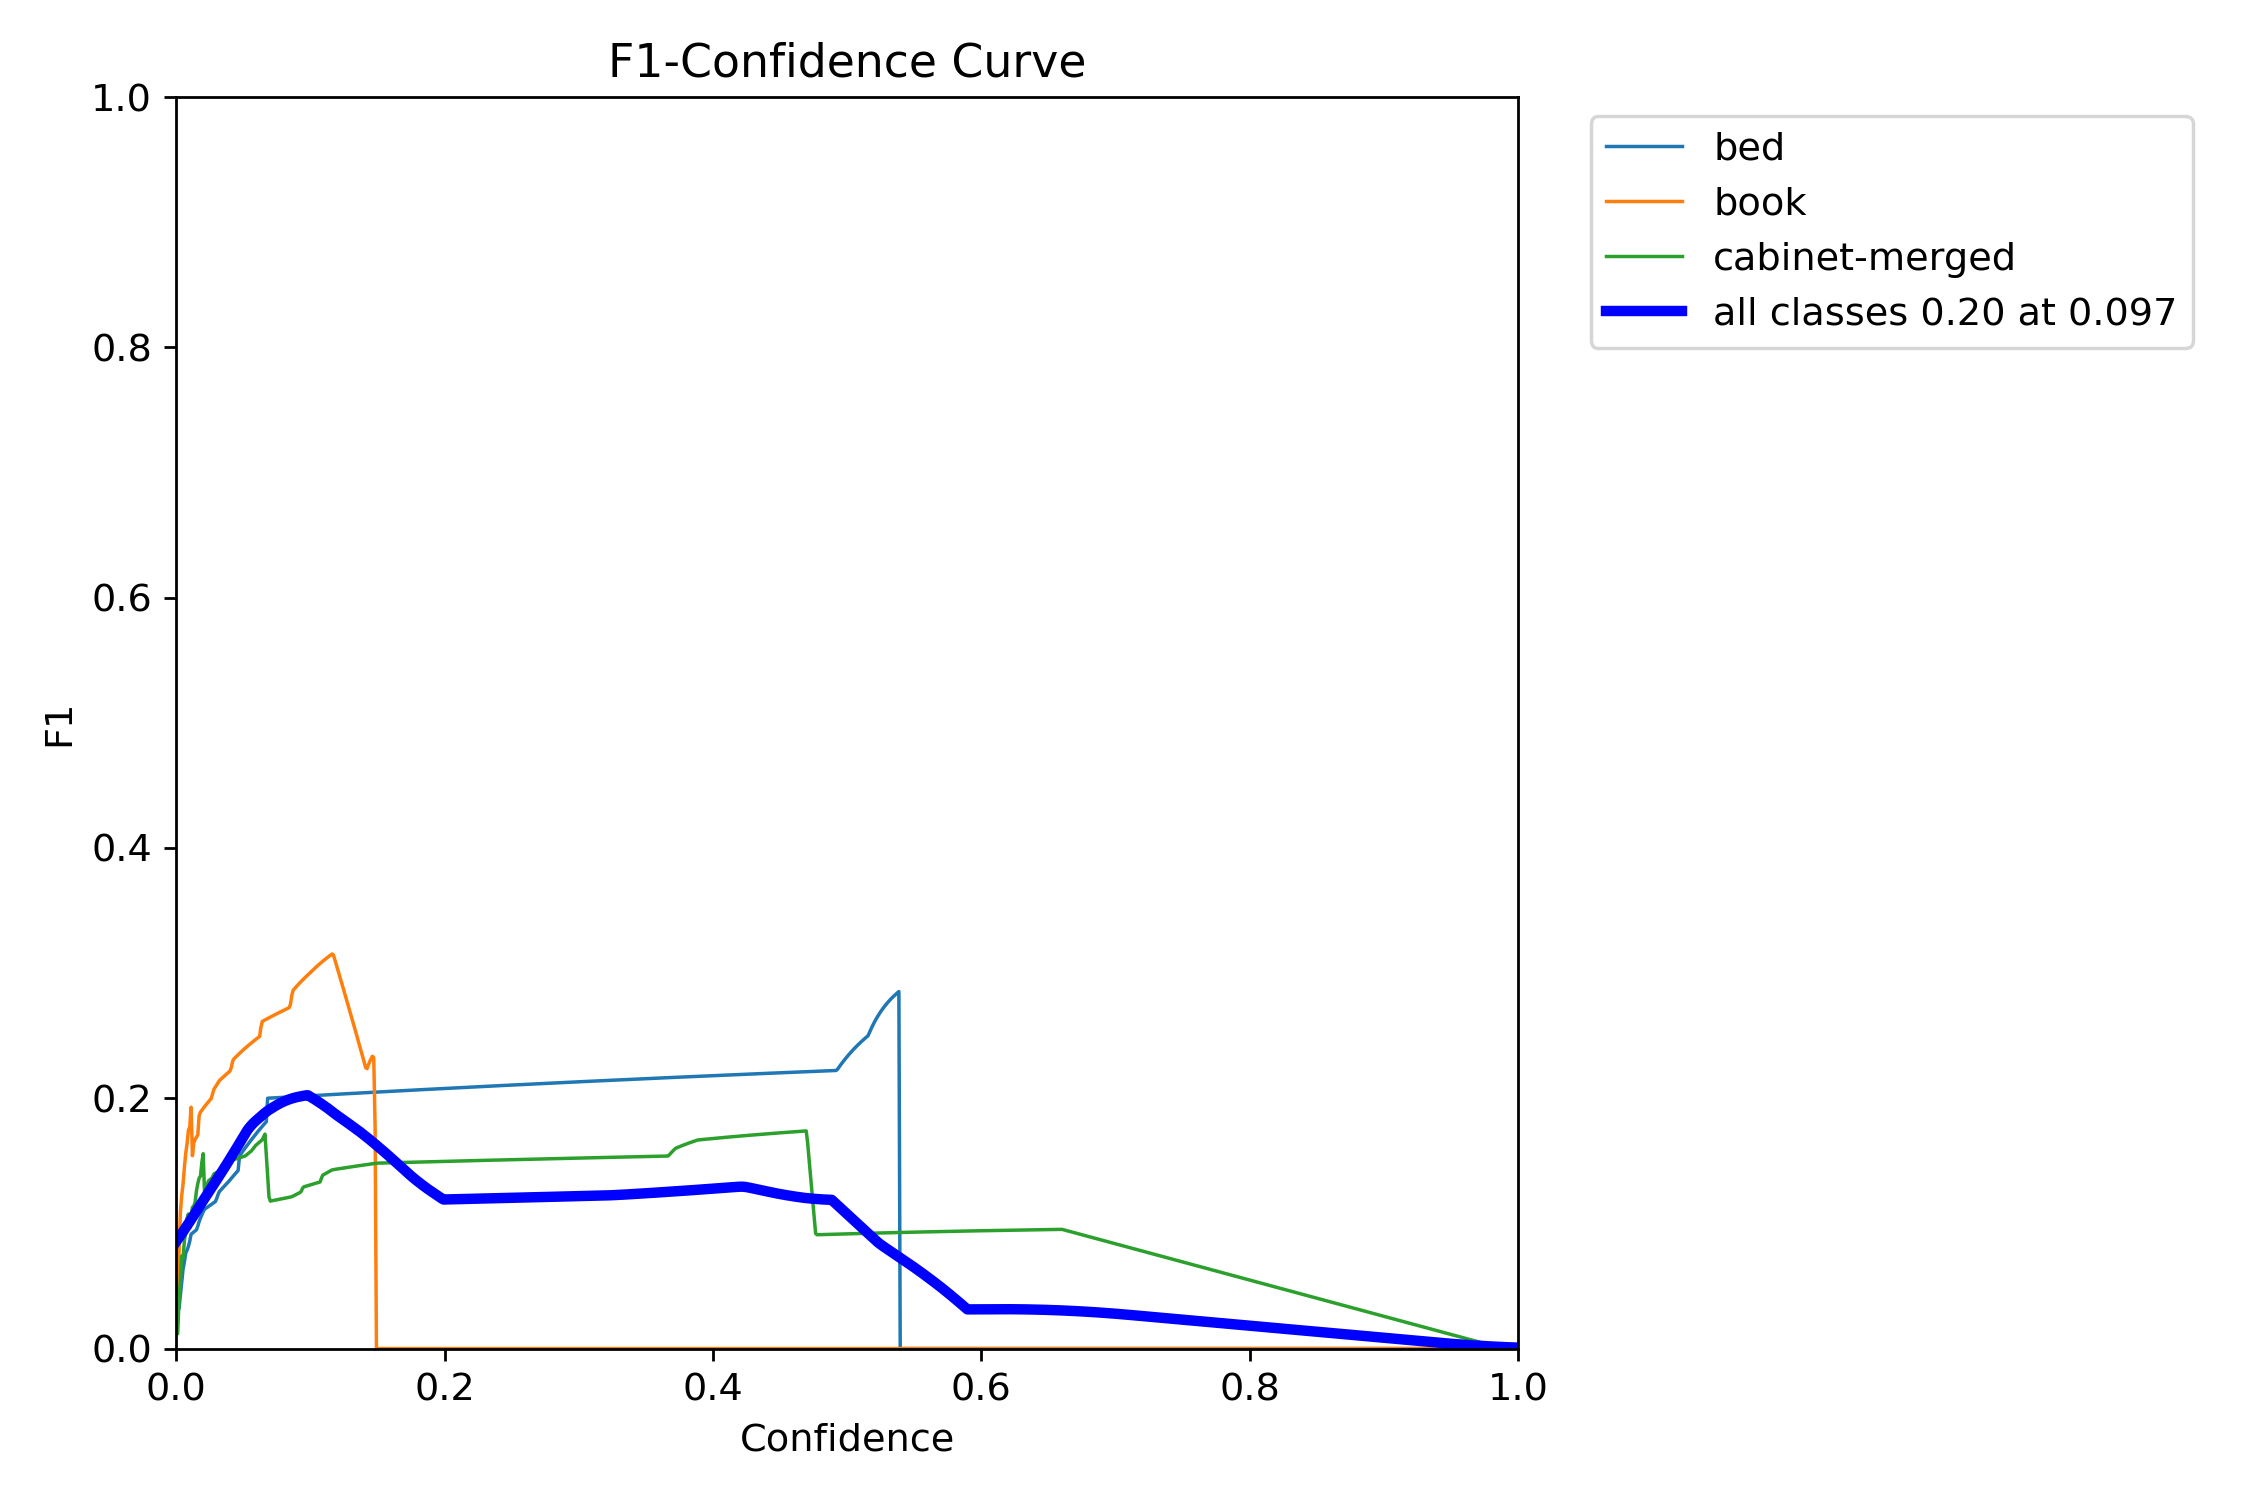 F1-Confidence Curve
1.0
0.8
0.6
0.4
0.2
0.0
F1
0.0 0.2 0.4 0.6 0.8 1.0
Confidence
bed
book
cabinet-merged
all classes 0.20 at 0.097